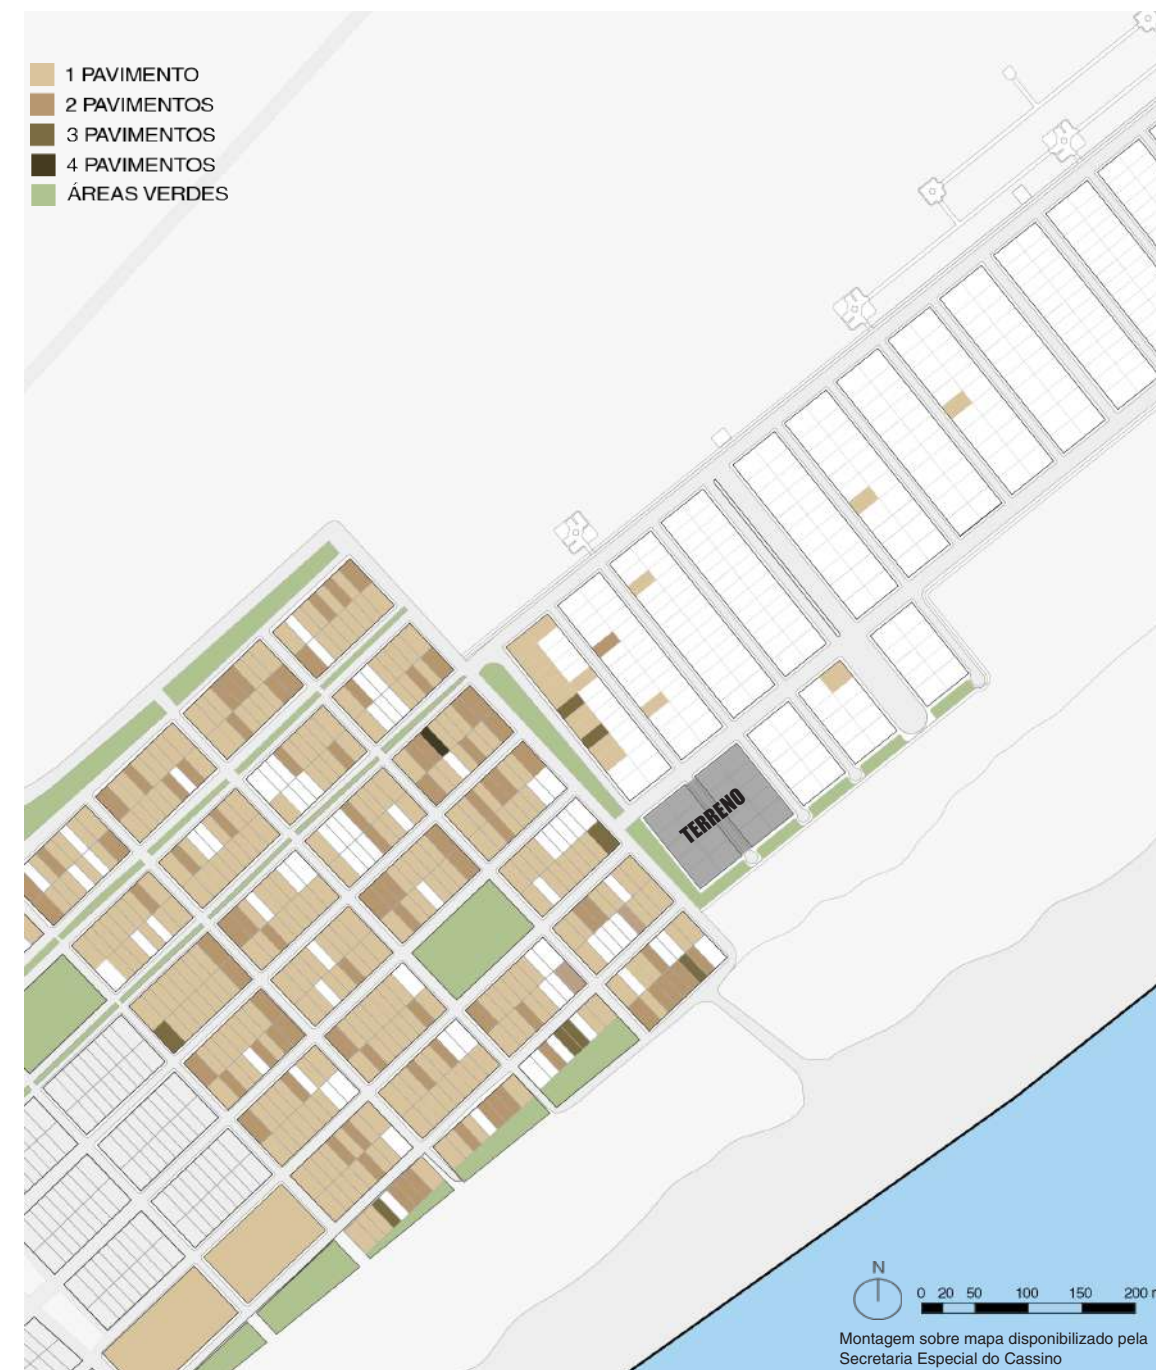 1 PAVIMENTO
2 PAVIMENTOS
3 PAVIMENTOS
4 PAVIMENTOS
ÁREAS VERDES
TERRENO
N
0 20 50 100 150 200 m
Montagem sobre mapa disponibilizado pela
Secretaria Especial do Cassino